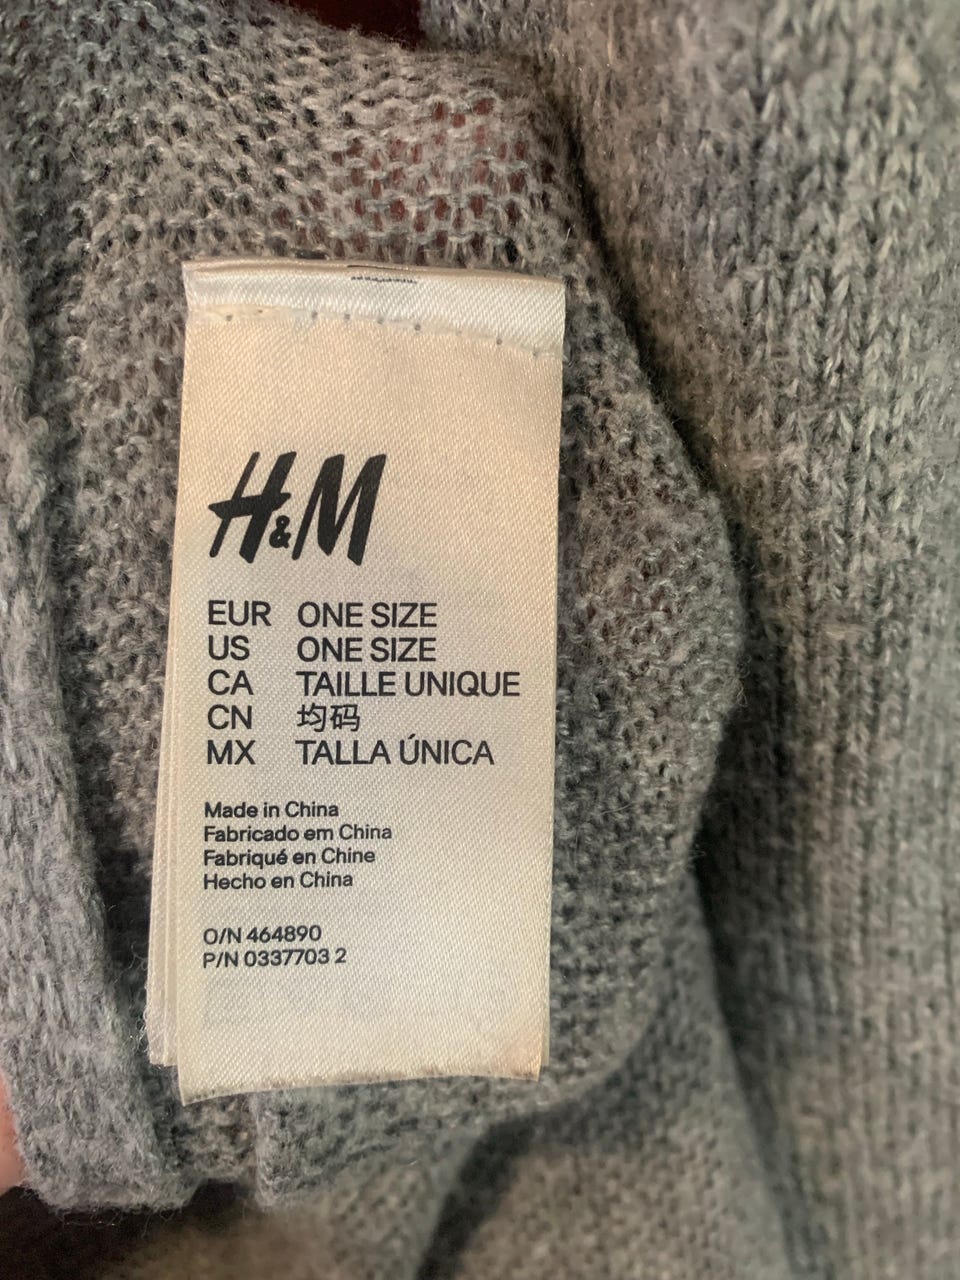 H&M
EUR ONE SIZE
US ONE SIZE
CA TAILLE UNIQUE
CN 均码
MX TALLA ÚNICA
Made in China
Fabricado em China
Fabriqué en Chine
Hecho en China
O/N 464890
P/N 0337703 2